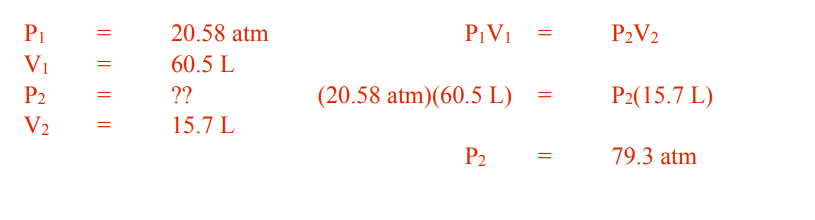 P₁ = 20.58 atm P₁V₁ = P₂V₂
V₁ = 60.5 L
P₂ = ?? (20.58 atm)(60.5 L) = P₂(15.7 L)
V₂ = 15.7 L
P₂ = 79.3 atm